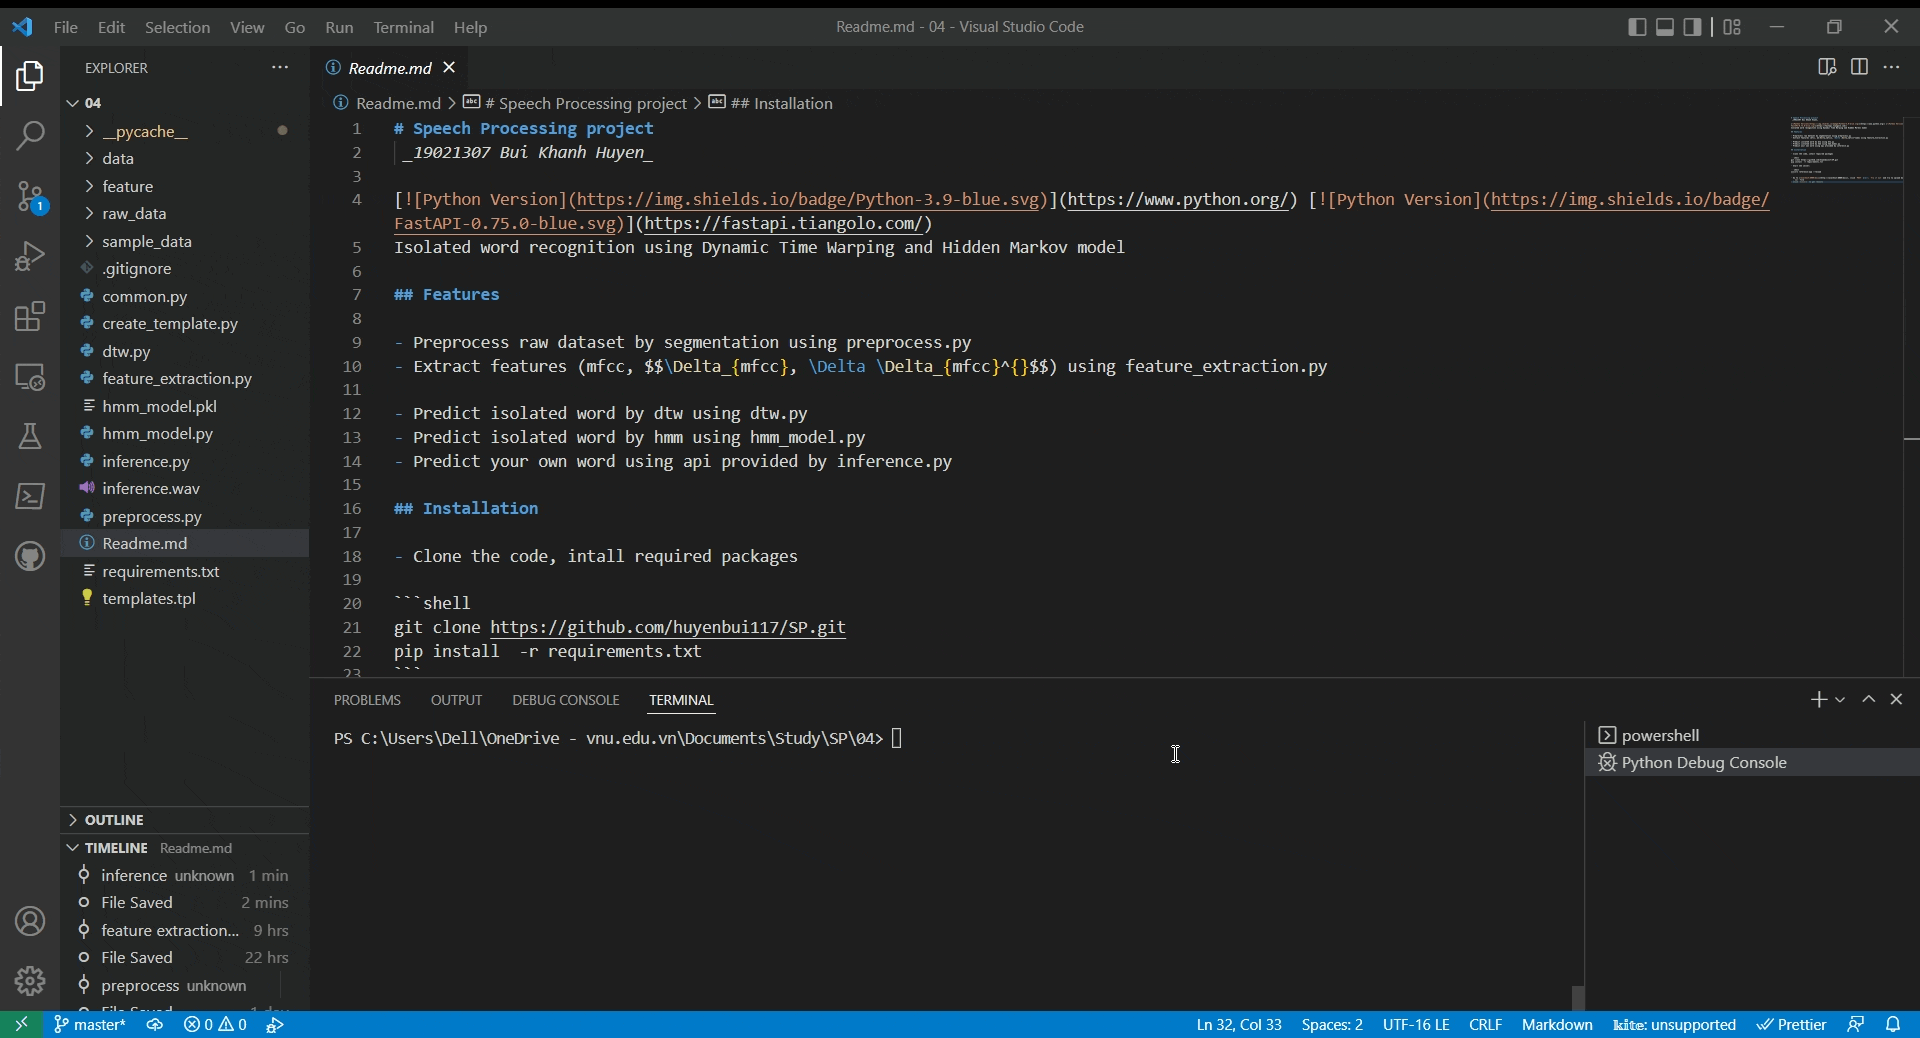 File Edit Selection View Go Run Terminal Help
Readme.md - 04 - Visual Studio Code
EXPLORER
04
__pycache__
data
feature
raw_data
sample_data
.gitignore
common.py
create_template.py
dtw.py
feature_extraction.py
hmm_model.pkl
hmm_model.py
inference.py
inference.wav
preprocess.py
Readme.md
requirements.txt
templates.tpl
OUTLINE
TIMELINE Readme.md
inference unknown 1 min
File Saved 2 mins
feature extraction... 9 hrs
File Saved 22 hrs
preprocess unknown
Readme.md
Readme.md > # Speech Processing project > ## Installation
1 # Speech Processing project
2 _19021307 Bui Khanh Huyen_
3
4 [![Python Version](https://img.shields.io/badge/Python-3.9-blue.svg)](https://www.python.org/) [![Python Version](https://img.shields.io/badge/
FastAPI-0.75.0-blue.svg)](https://fastapi.tiangolo.com/)
5 Isolated word recognition using Dynamic Time Warping and Hidden Markov model
6
7 ## Features
8
9 - Preprocess raw dataset by segmentation using preprocess.py
10 - Extract features (mfcc, $$\Delta_{mfcc}, \Delta \Delta_{mfcc}^{}$$) using feature_extraction.py
11
12 - Predict isolated word by dtw using dtw.py
13 - Predict isolated word by hmm using hmm_model.py
14 - Predict your own word using api provided by inference.py
15
16 ## Installation
17
18 - Clone the code, intall required packages
19
20 ```shell
21 git clone https://github.com/huyenbui117/SP.git
22 pip install  -r requirements.txt
23 ```
PROBLEMS OUTPUT DEBUG CONSOLE TERMINAL
PS C:\Users\Dell\OneDrive - vnu.edu.vn\Documents\Study\SP\04>
powershell
Python Debug Console
1
master* 0 0
Ln 32, Col 33 Spaces: 2 UTF-16 LE CRLF Markdown kite: unsupported Prettier